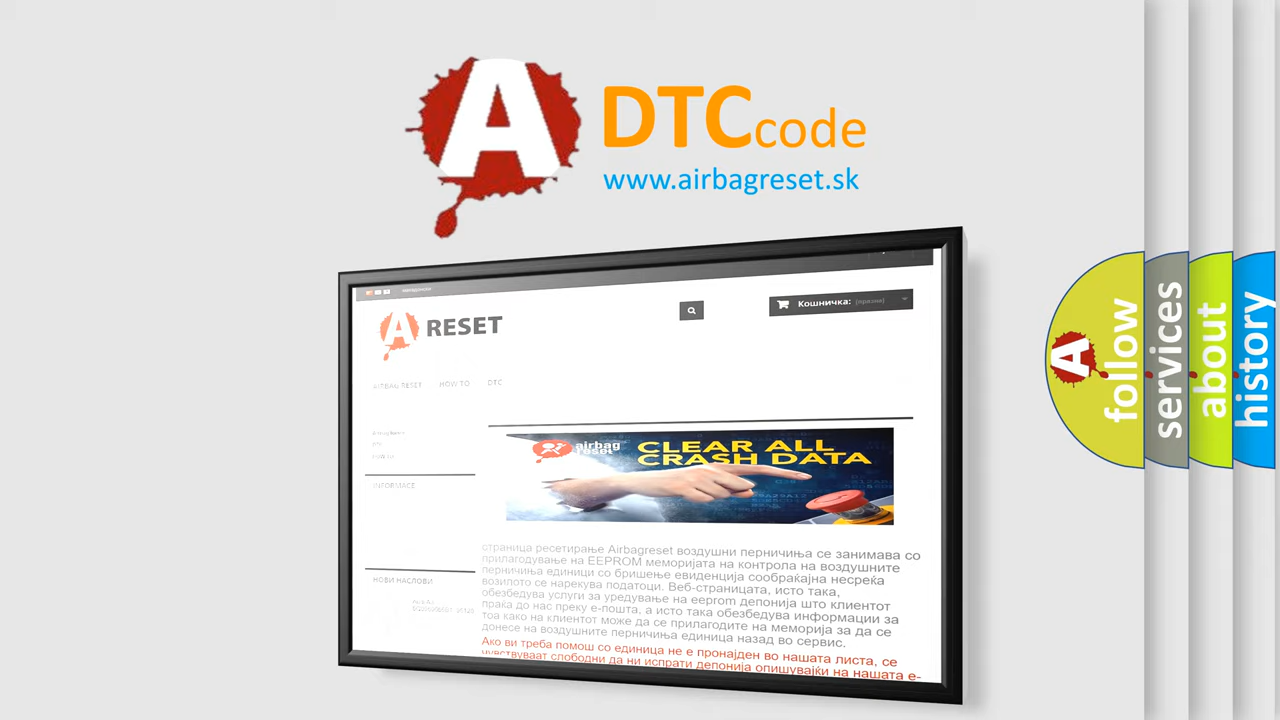 A DTCcode
www.airbagreset.sk
A RESET
Кошничка: (празни)
AIRBAG RESET HOW TO DTC
INFORMACE
НОВИ НАСЛОВИ
airbag
reset
CLEAR ALL
CRASH DATA
страница ресетирање Airbagreset воздушни перничиња се занимава со
прилагодување на EEPROM меморијата на контрола на воздушните
перничиња единици со бришење евиденција сообраќајна несреќа
возилото се нарекува податоци. Веб-страницата, исто така,
обезбедува услуги за уредување на eeprom депонија што клиентот
праќа до нас преку е-пошта, а исто така обезбедува информации за
тоа како на клиентот може да се прилагодите на меморија за да се
донесе на воздушните перничиња единица назад во сервис.
Ако ви треба помош со единица не е пронајден во нашата листа, се
чувствуваат слободни да ни испрати депонија опишувајќи на нашата е-
A follow
services
about
history